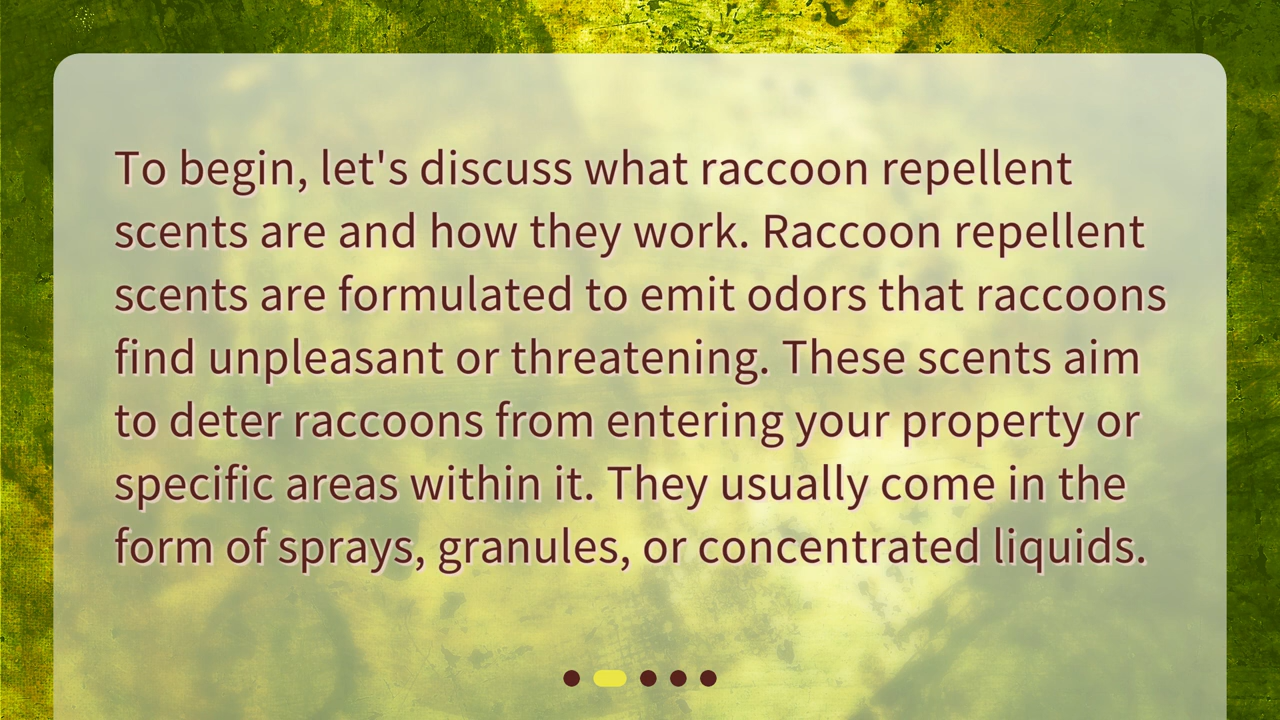 To begin, let's discuss what raccoon repellent
scents are and how they work. Raccoon repellent
scents are formulated to emit odors that raccoons
find unpleasant or threatening. These scents aim
to deter raccoons from entering your property or
specific areas within it. They usually come in the
form of sprays, granules, or concentrated liquids.